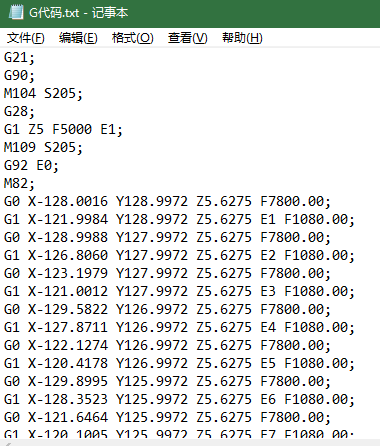 G代码.txt - 记事本
文件(F) 编辑(E) 格式(O) 查看(V) 帮助(H)
G21;
G90;
M104 S205;
G28;
G1 Z5 F5000 E1;
M109 S205;
G92 E0;
M82;
G0 X-128.0016 Y128.9972 Z5.6275 F7800.00;
G1 X-121.9984 Y128.9972 Z5.6275 E1 F1080.00;
G0 X-128.9988 Y127.9972 Z5.6275 F7800.00;
G1 X-126.8060 Y127.9972 Z5.6275 E2 F1080.00;
G0 X-123.1979 Y127.9972 Z5.6275 F7800.00;
G1 X-121.0012 Y127.9972 Z5.6275 E3 F1080.00;
G0 X-129.5822 Y126.9972 Z5.6275 F7800.00;
G1 X-127.8711 Y126.9972 Z5.6275 E4 F1080.00;
G0 X-122.1274 Y126.9972 Z5.6275 F7800.00;
G1 X-120.4178 Y126.9972 Z5.6275 E5 F1080.00;
G0 X-129.8995 Y125.9972 Z5.6275 F7800.00;
G1 X-128.3523 Y125.9972 Z5.6275 E6 F1080.00;
G0 X-121.6464 Y125.9972 Z5.6275 F7800.00;
G1 X-120.1005 Y125.9972 Z5.6275 E7 F1080.00;